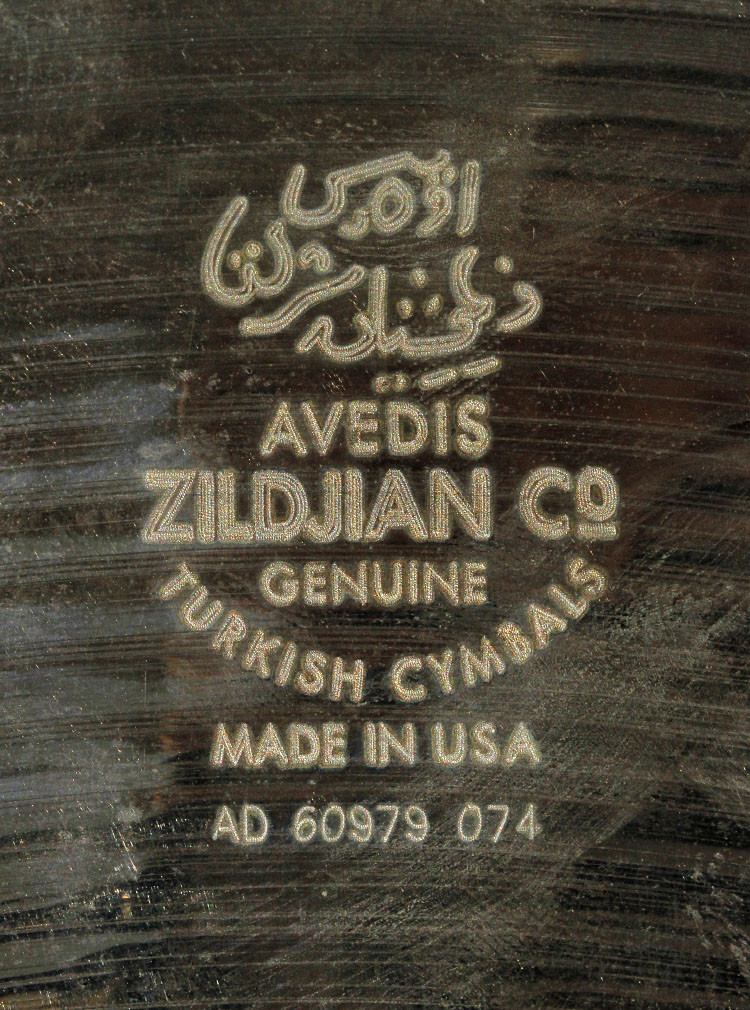 AVEDIS
ZILDJIAN Cº
GENUINE
TURKISH CYMBALS
MADE IN USA
AD 60979 074